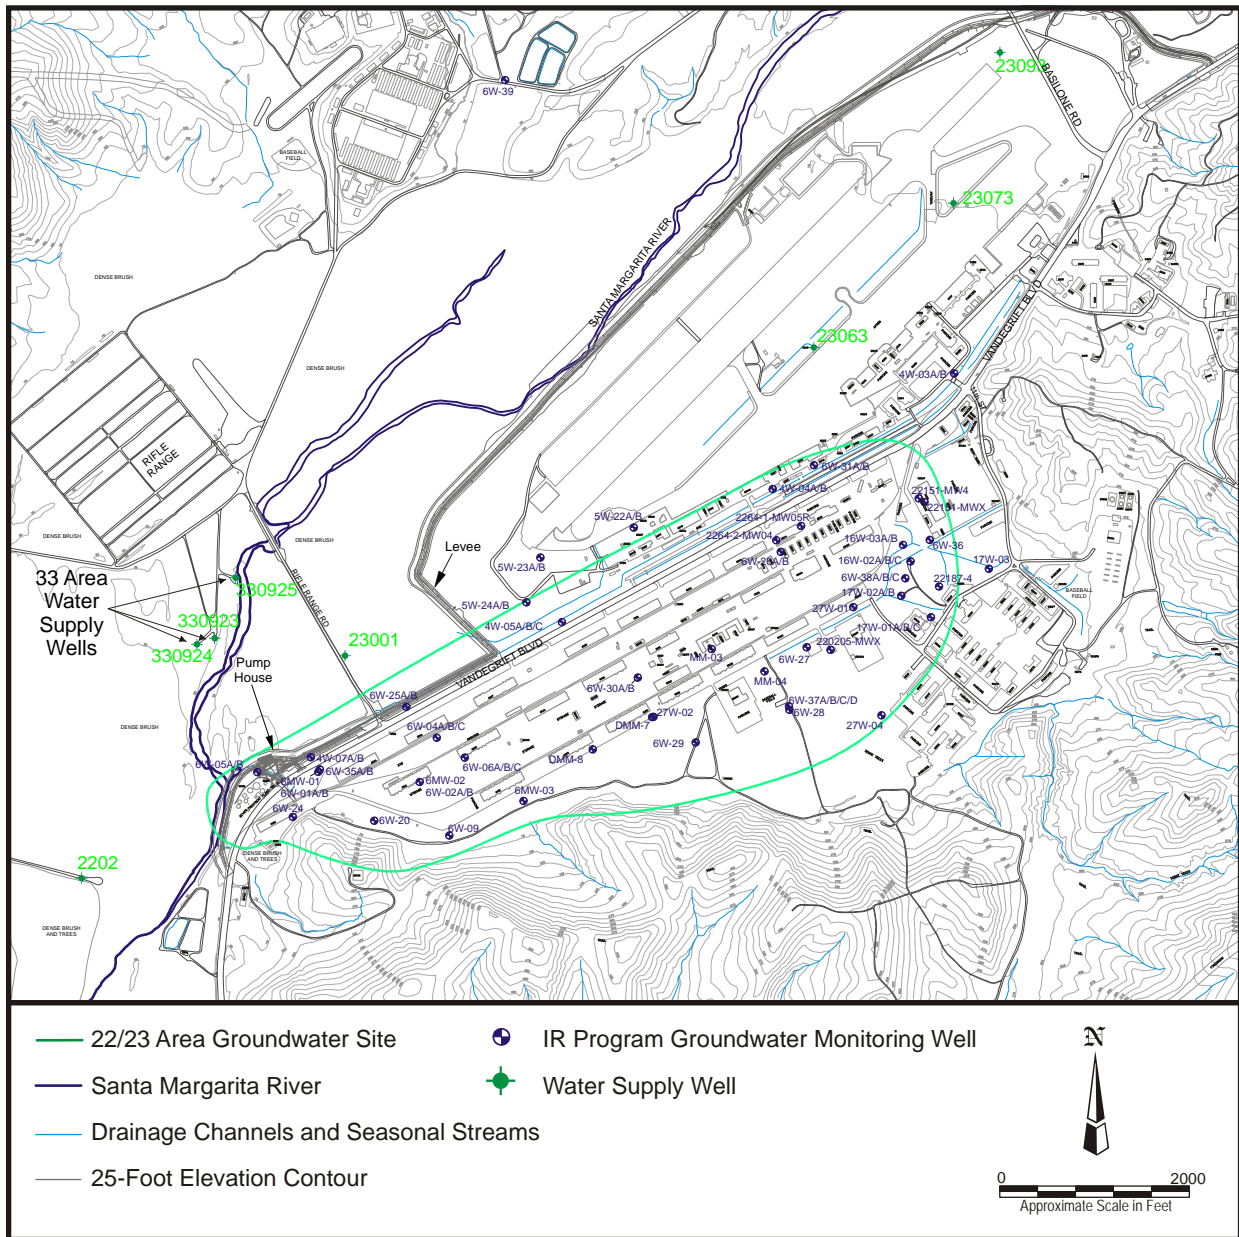 23093
BASILONE RD
6W-39
BASEBALL
FIELD
23073
DENSE BRUSH
SANTA MARGARITA RIVER
VANDEGRIFT BLVD
23063
DENSE BRUSH
4W-03A/B
11th ST
RIFLE
RANGE
6W-31A/B
4W-04A/B
22151-MW4
22151-MWX
5W-22A/B
2264-1-MW05R
2264-2-MW04
DENSE BRUSH
DENSE BRUSH
Levee
16W-03A/B
6W-36
6W-26A/B
16W-02A/B/C
17W-03
5W-23A/B
33 Area
Water
Supply
Wells
330925
6W-38A/B/C
22187-4
17W-02A/B
BASEBALL
FIELD
RIFLE RANGE RD
5W-24A/B
27W-01
330923
4W-05A/B/C
17W-01A/B/C
330924
23001
220205-MWX
VANDEGRIFT BLVD
MM-03
6W-27
Pump
House
6W-30A/B
MM-04
6W-25A/B
6W-37A/B/C/D
6W-28
27W-02
DMM-7
27W-04
DENSE BRUSH
6W-04A/B/C
6W-29
4W-07A/B
DMM-8
6W-05A/B
6W-35A/B
6W-06A/B/C
6MW-01
6W-01A/B
6MW-02
6W-02A/B
6MW-03
6W-24
6W-20
6W-09
DENSE BRUSH
AND TREES
2202
DENSE BRUSH
AND TREES
22/23 Area Groundwater Site
IR Program Groundwater Monitoring Well
N
Santa Margarita River
Water Supply Well
Drainage Channels and Seasonal Streams
25-Foot Elevation Contour
0 2000
Approximate Scale in Feet